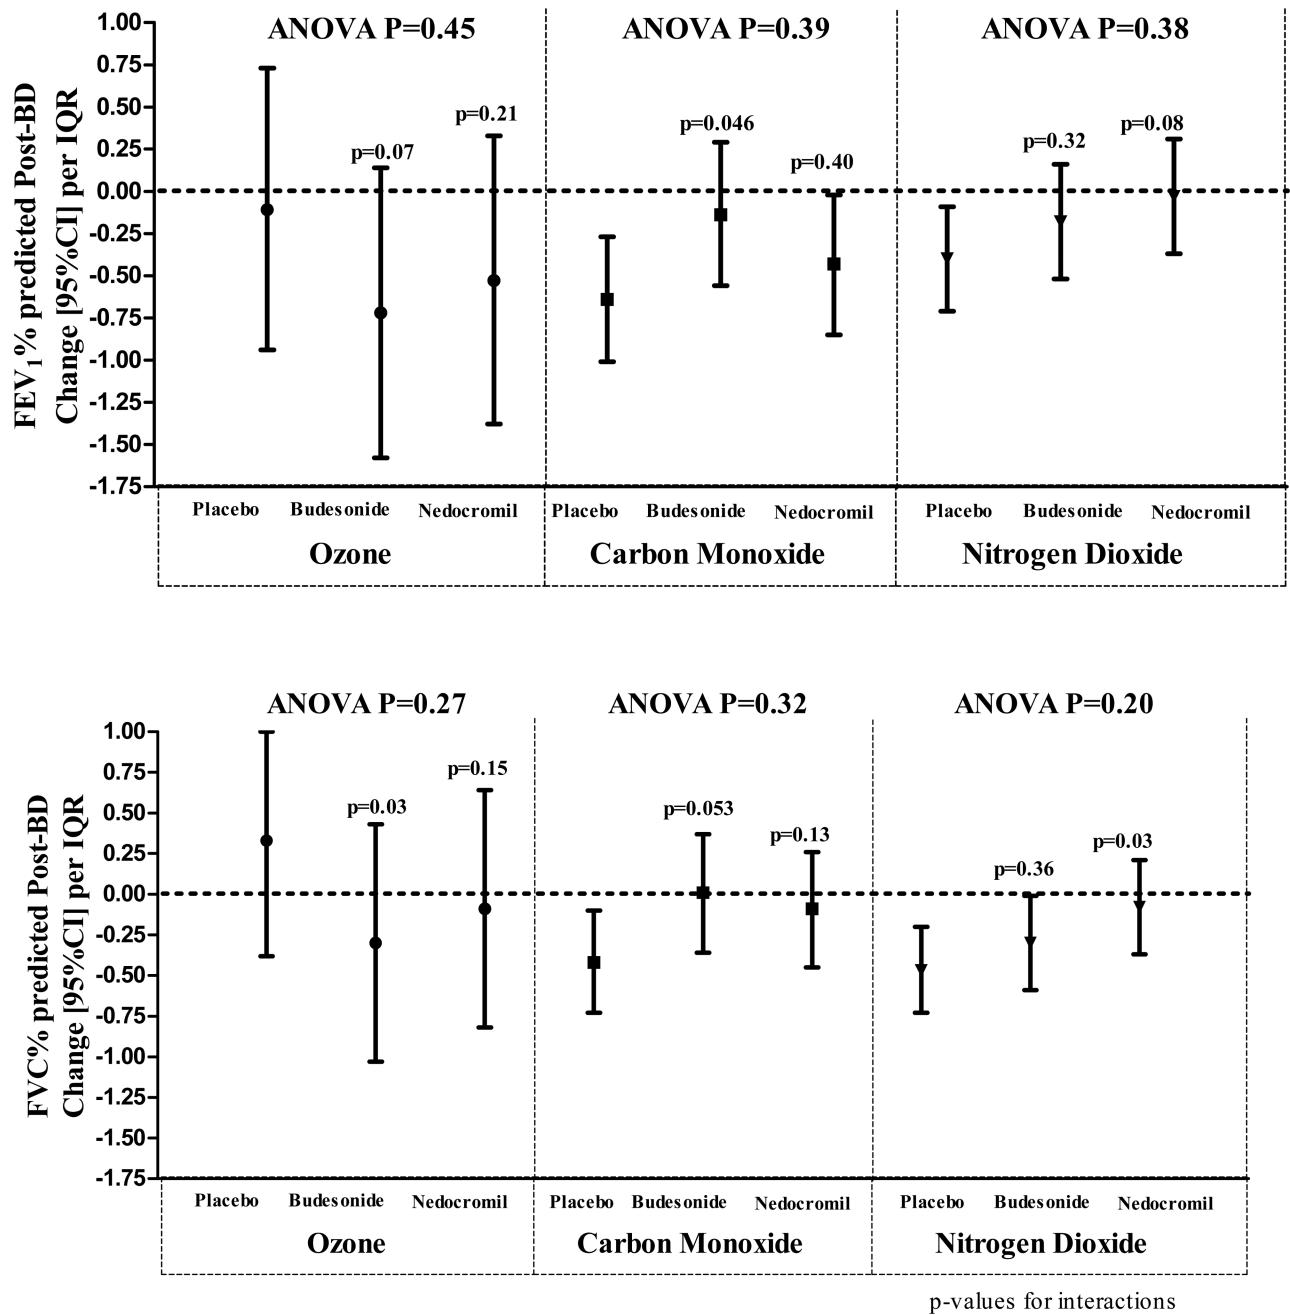 ANOVA P=0.45 ANOVA P=0.39 ANOVA P=0.38
FEV1% predicted Post-BD
Change [95%CI] per IQR
1.00
0.75
0.50
0.25
0.00
-0.25
-0.50
-0.75
-1.00
-1.25
-1.50
-1.75
p=0.07 p=0.21 p=0.046 p=0.40 p=0.32 p=0.08
Placebo Budesonide Nedocromil Placebo Budesonide Nedocromil Placebo Budesonide Nedocromil
Ozone Carbon Monoxide Nitrogen Dioxide
ANOVA P=0.27 ANOVA P=0.32 ANOVA P=0.20
FVC% predicted Post-BD
Change [95%CI] per IQR
1.00
0.75
0.50
0.25
0.00
-0.25
-0.50
-0.75
-1.00
-1.25
-1.50
-1.75
p=0.03 p=0.15 p=0.053 p=0.13 p=0.36 p=0.03
Placebo Budesonide Nedocromil Placebo Budesonide Nedocromil Placebo Budesonide Nedocromil
Ozone Carbon Monoxide Nitrogen Dioxide
p-values for interactions